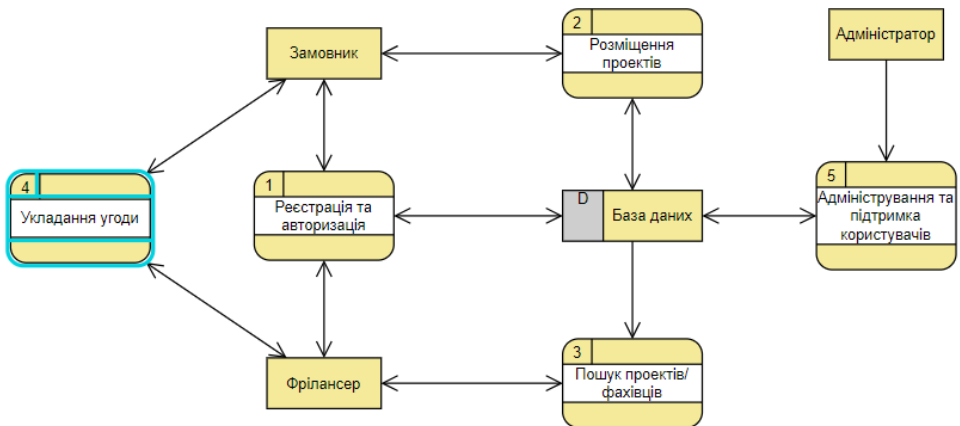 Замовник
2
Розміщення
проектів
Адміністратор
4
Укладання угоди
1
Реєстрація та
авторизація
D
База даних
5
Адміністрування та
підтримка
користувачів
Фрілансер
3
Пошук проектів/
фахівців